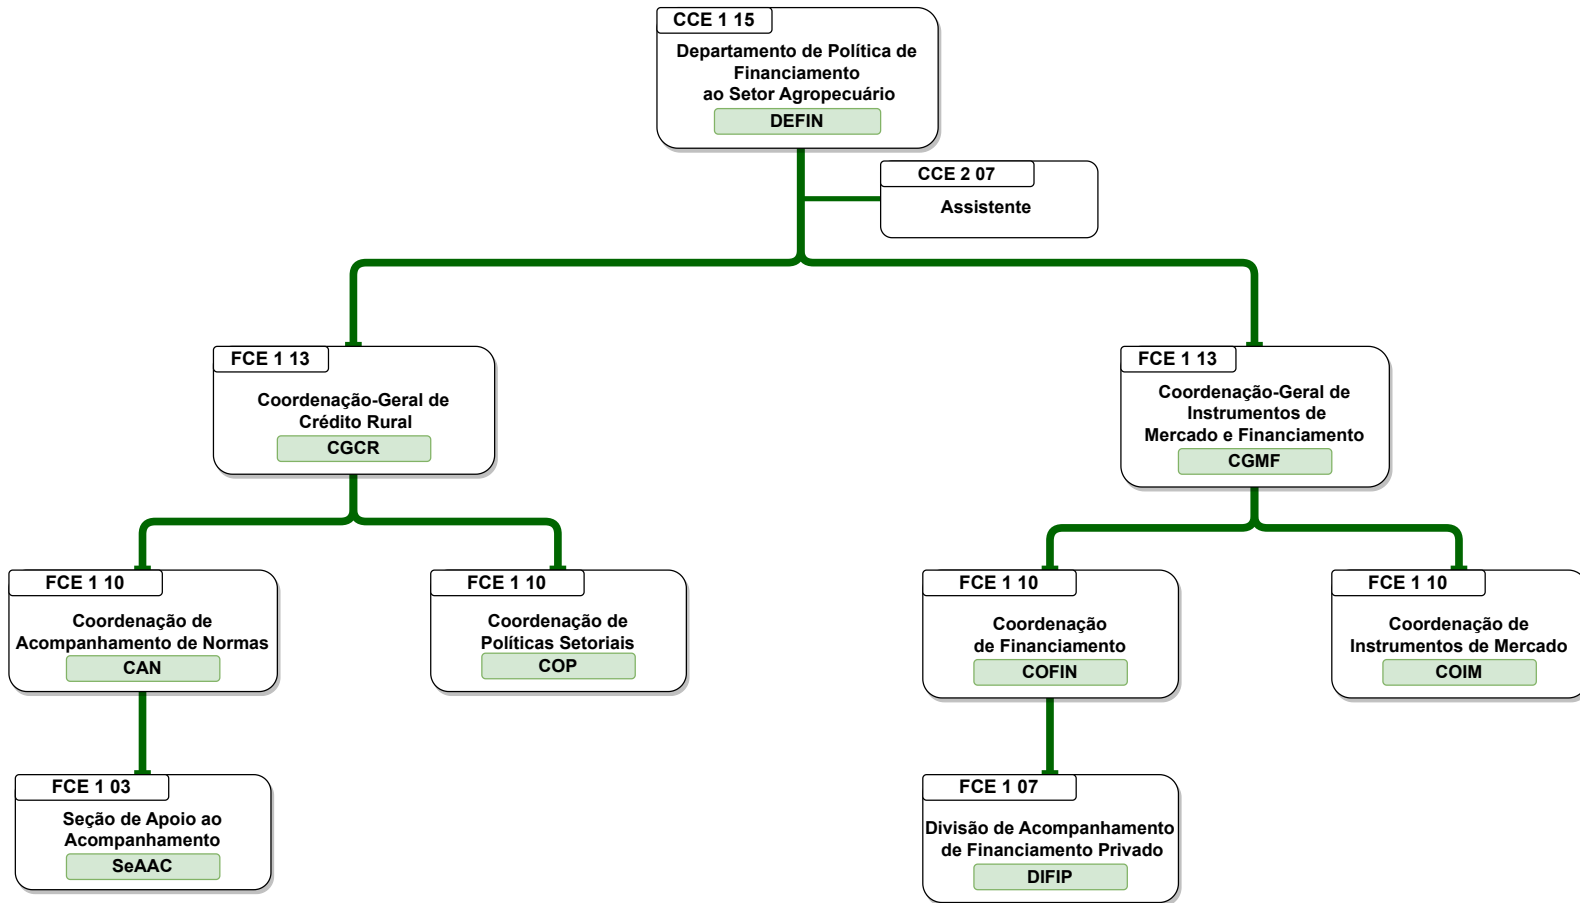 CCE 1 15
Departamento de Política de
Financiamento
ao Setor Agropecuário
DEFIN
CCE 2 07
Assistente
FCE 1 13
Coordenação-Geral de
Crédito Rural
CGCR
FCE 1 13
Coordenação-Geral de
Instrumentos de
Mercado e Financiamento
CGMF
FCE 1 10
Coordenação de
Acompanhamento de Normas
CAN
FCE 1 10
Coordenação de
Políticas Setoriais
COP
FCE 1 10
Coordenação
de Financiamento
COFIN
FCE 1 10
Coordenação de
Instrumentos de Mercado
COIM
FCE 1 03
Seção de Apoio ao
Acompanhamento
SeAAC
FCE 1 07
Divisão de Acompanhamento
de Financiamento Privado
DIFIP